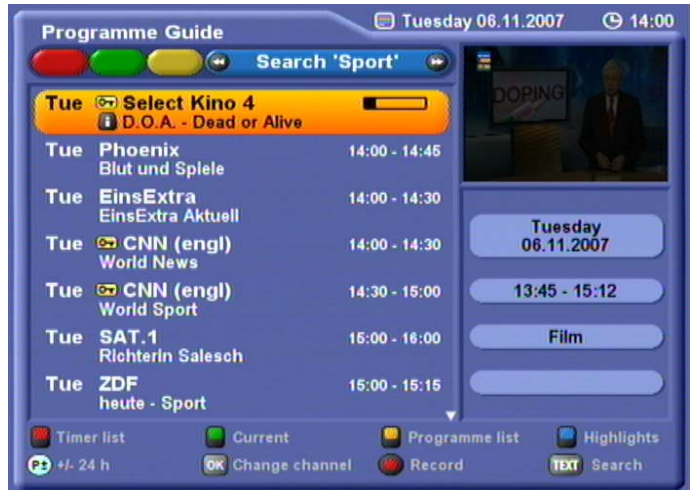 Programme Guide
Tuesday 06.11.2007
14:00
Search 'Sport'
Tue Select Kino 4
D.O.A. - Dead or Alive
Tue Phoenix 14:00 - 14:45
Blut und Spiele
Tue EinsExtra 14:00 - 14:30
EinsExtra Aktuell
Tue CNN (engl) 14:00 - 14:30
World News
Tue CNN (engl) 14:30 - 15:00
World Sport
Tue SAT.1 15:00 - 16:00
Richterin Salesch
Tue ZDF 15:00 - 15:15
heute - Sport
DOPING
Tuesday
06.11.2007
13:45 - 15:12
Film
Timer list Current Programme list Highlights
P± +/- 24 h OK Change channel Record TEXT Search